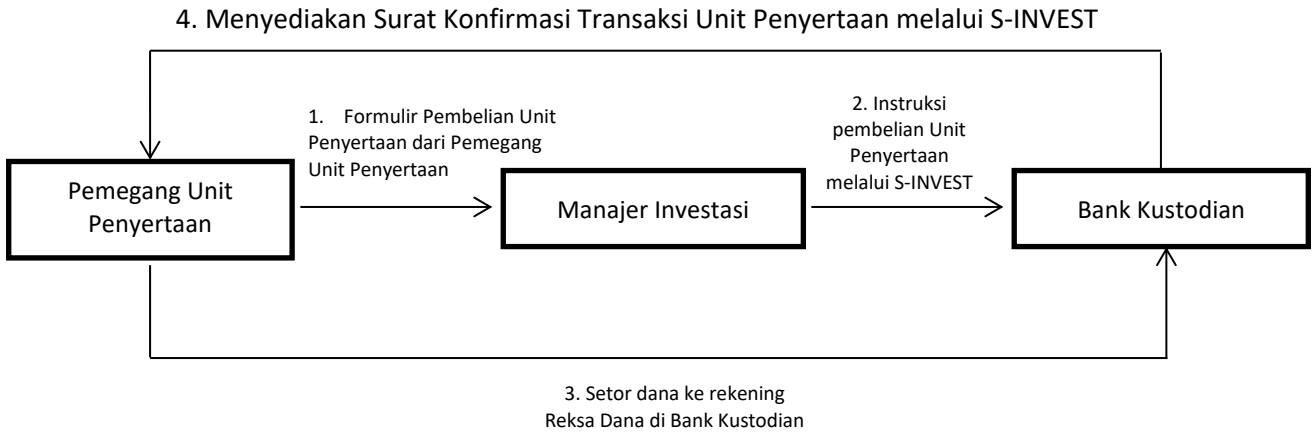 4. Menyediakan Surat Konfirmasi Transaksi Unit Penyertaan melalui S-INVEST
1. Formulir Pembelian Unit
Penyertaan dari Pemegang
Unit Penyertaan
2. Instruksi
pembelian Unit
Penyertaan
melalui S-INVEST
Pemegang Unit
Penyertaan
Manajer Investasi
Bank Kustodian
3. Setor dana ke rekening
Reksa Dana di Bank Kustodian